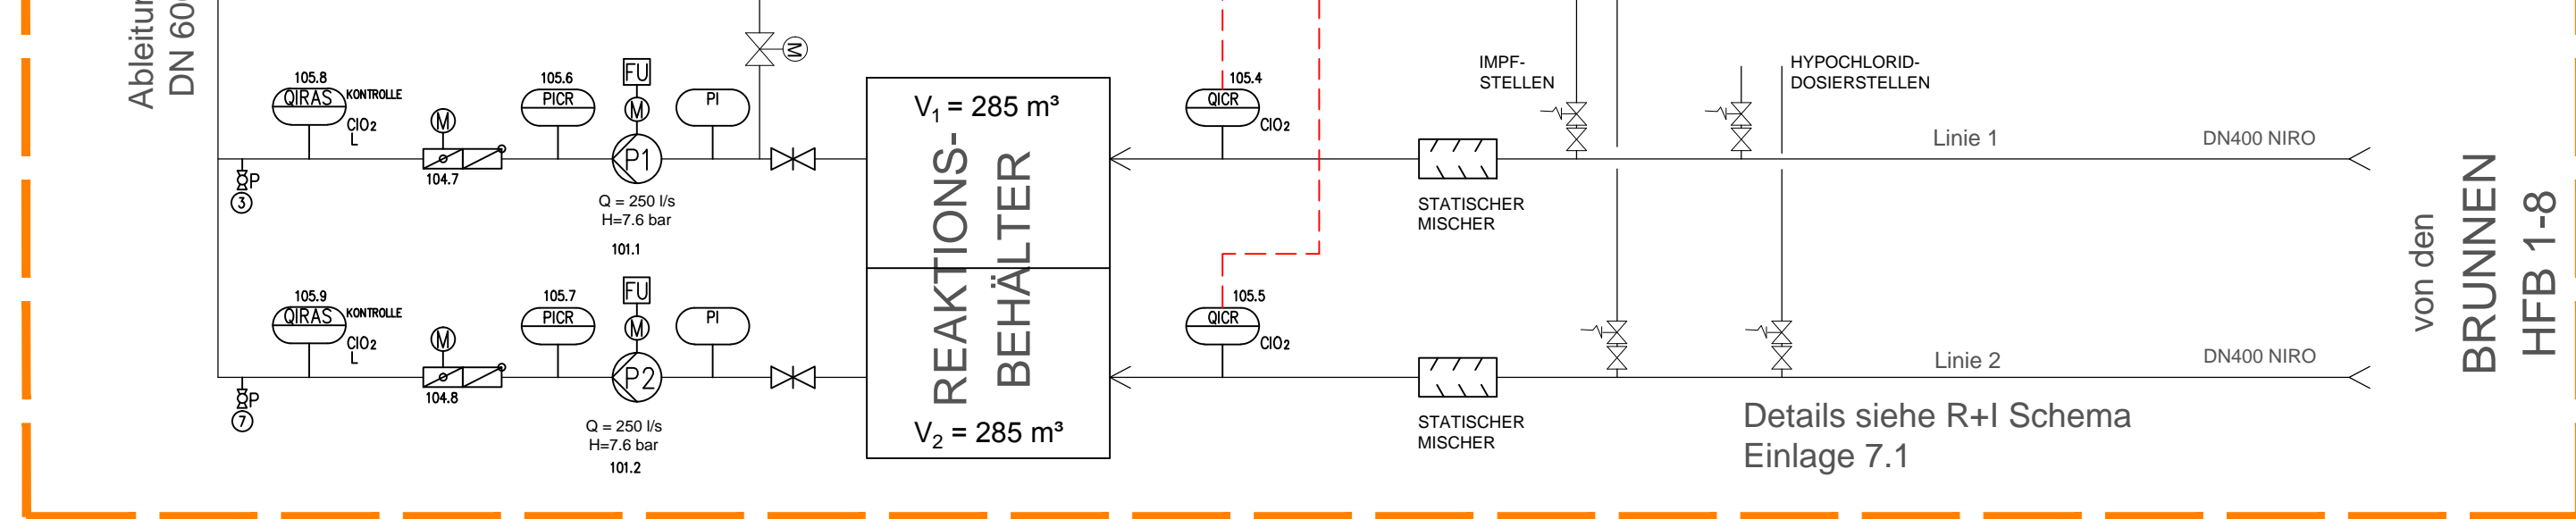 Ableitun
DN 60
105.8
QIRAS
KONTROLLE
ClO2
L
P
3
M
104.7
105.6
PICR
FU
M
P1
Q = 250 l/s
H=7.6 bar
101.1
PI
M
V1 = 285 m³
REAKTIONS-
BEHÄLTER
V2 = 285 m³
105.4
QICR
ClO2
STATISCHER
MISCHER
IMPF-
STELLEN
HYPOCHLORID-
DOSIERSTELLEN
Linie 1
DN400 NIRO
105.9
QIRAS
KONTROLLE
ClO2
L
P
7
M
104.8
105.7
PICR
FU
M
P2
Q = 250 l/s
H=7.6 bar
101.2
PI
105.5
QICR
ClO2
STATISCHER
MISCHER
Linie 2
DN400 NIRO
Details siehe R+I Schema
Einlage 7.1
von den
BRUNNEN
HFB 1-8